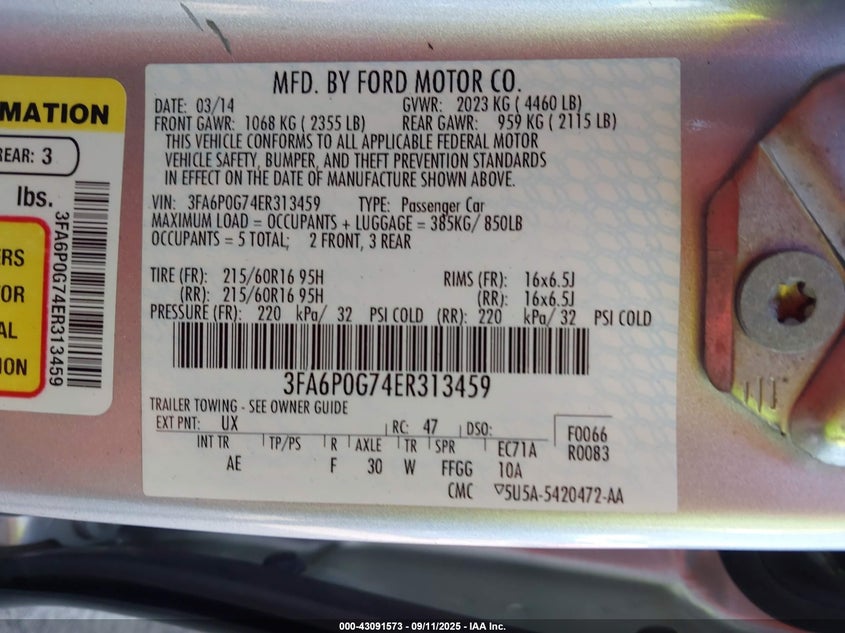 MATION
REAR: 3
lbs.
3FA6P0G74ER313459
ERS
TOR
AL
ION
MFD. BY FORD MOTOR CO.
DATE: 03/14 GVWR: 2023 KG ( 4460 LB)
FRONT GAWR: 1068 KG ( 2355 LB) REAR GAWR: 959 KG ( 2115 LB)
THIS VEHICLE CONFORMS TO ALL APPLICABLE FEDERAL MOTOR
VEHICLE SAFETY, BUMPER, AND THEFT PREVENTION STANDARDS
IN EFFECT ON THE DATE OF MANUFACTURE SHOWN ABOVE.
VIN: 3FA6P0G74ER313459 TYPE: Passenger Car
MAXIMUM LOAD = OCCUPANTS + LUGGAGE = 385KG/ 850LB
OCCUPANTS = 5 TOTAL; 2 FRONT, 3 REAR
TIRE (FR): 215/60R16 95H RIMS (FR): 16x6.5J
(RR): 215/60R16 95H (RR): 16x6.5J
PRESSURE (FR): 220 kPa/ 32 PSI COLD (RR): 220 kPa/ 32 PSI COLD
3FA6P0G74ER313459
TRAILER TOWING - SEE OWNER GUIDE
EXT PNT: UX RC: 47 DSO: F0066
INT TR TP/PS R AXLE TR SPR EC71A R0083
AE F 30 W FFGG 10A
CMC ▽5U5A-5420472-AA
000-43091573 - 09/11/2025 - IAA Inc.